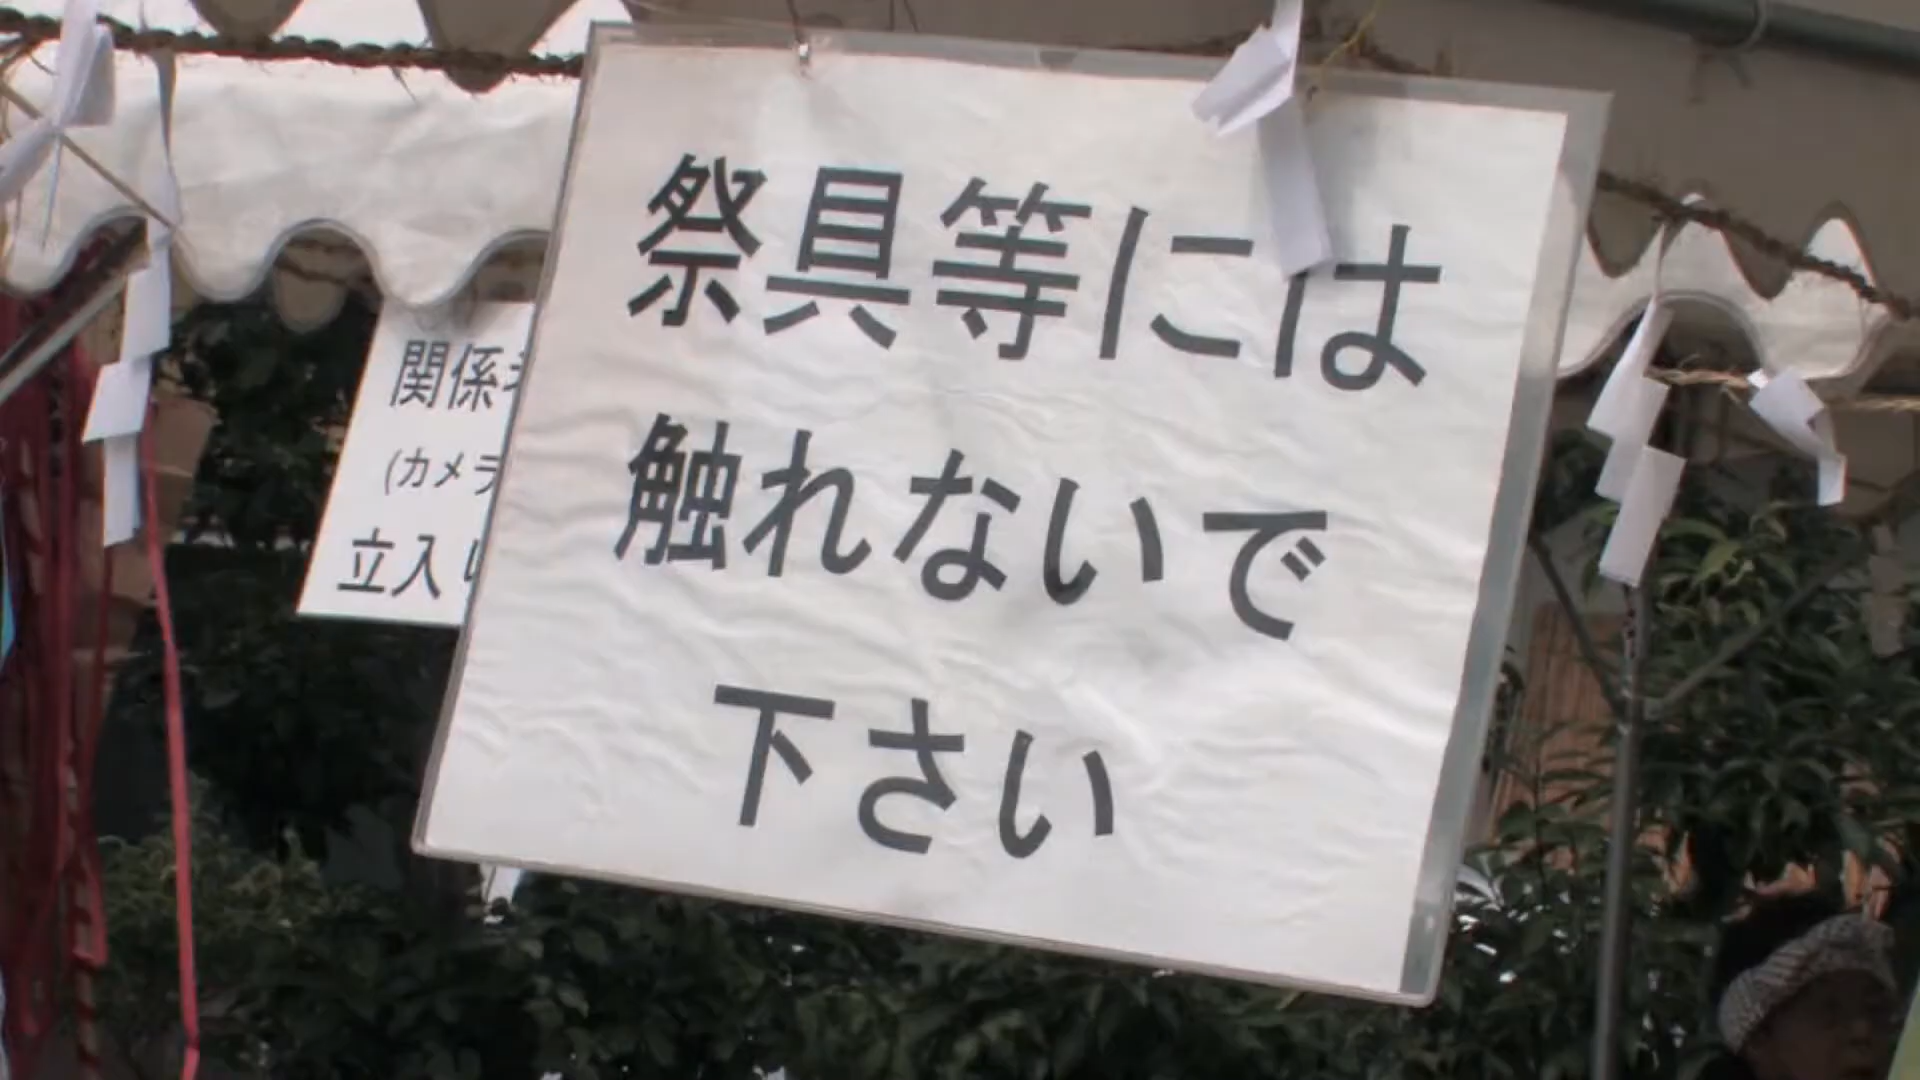 祭具等には
触れないで
下さい
関係
(カメラ
立入